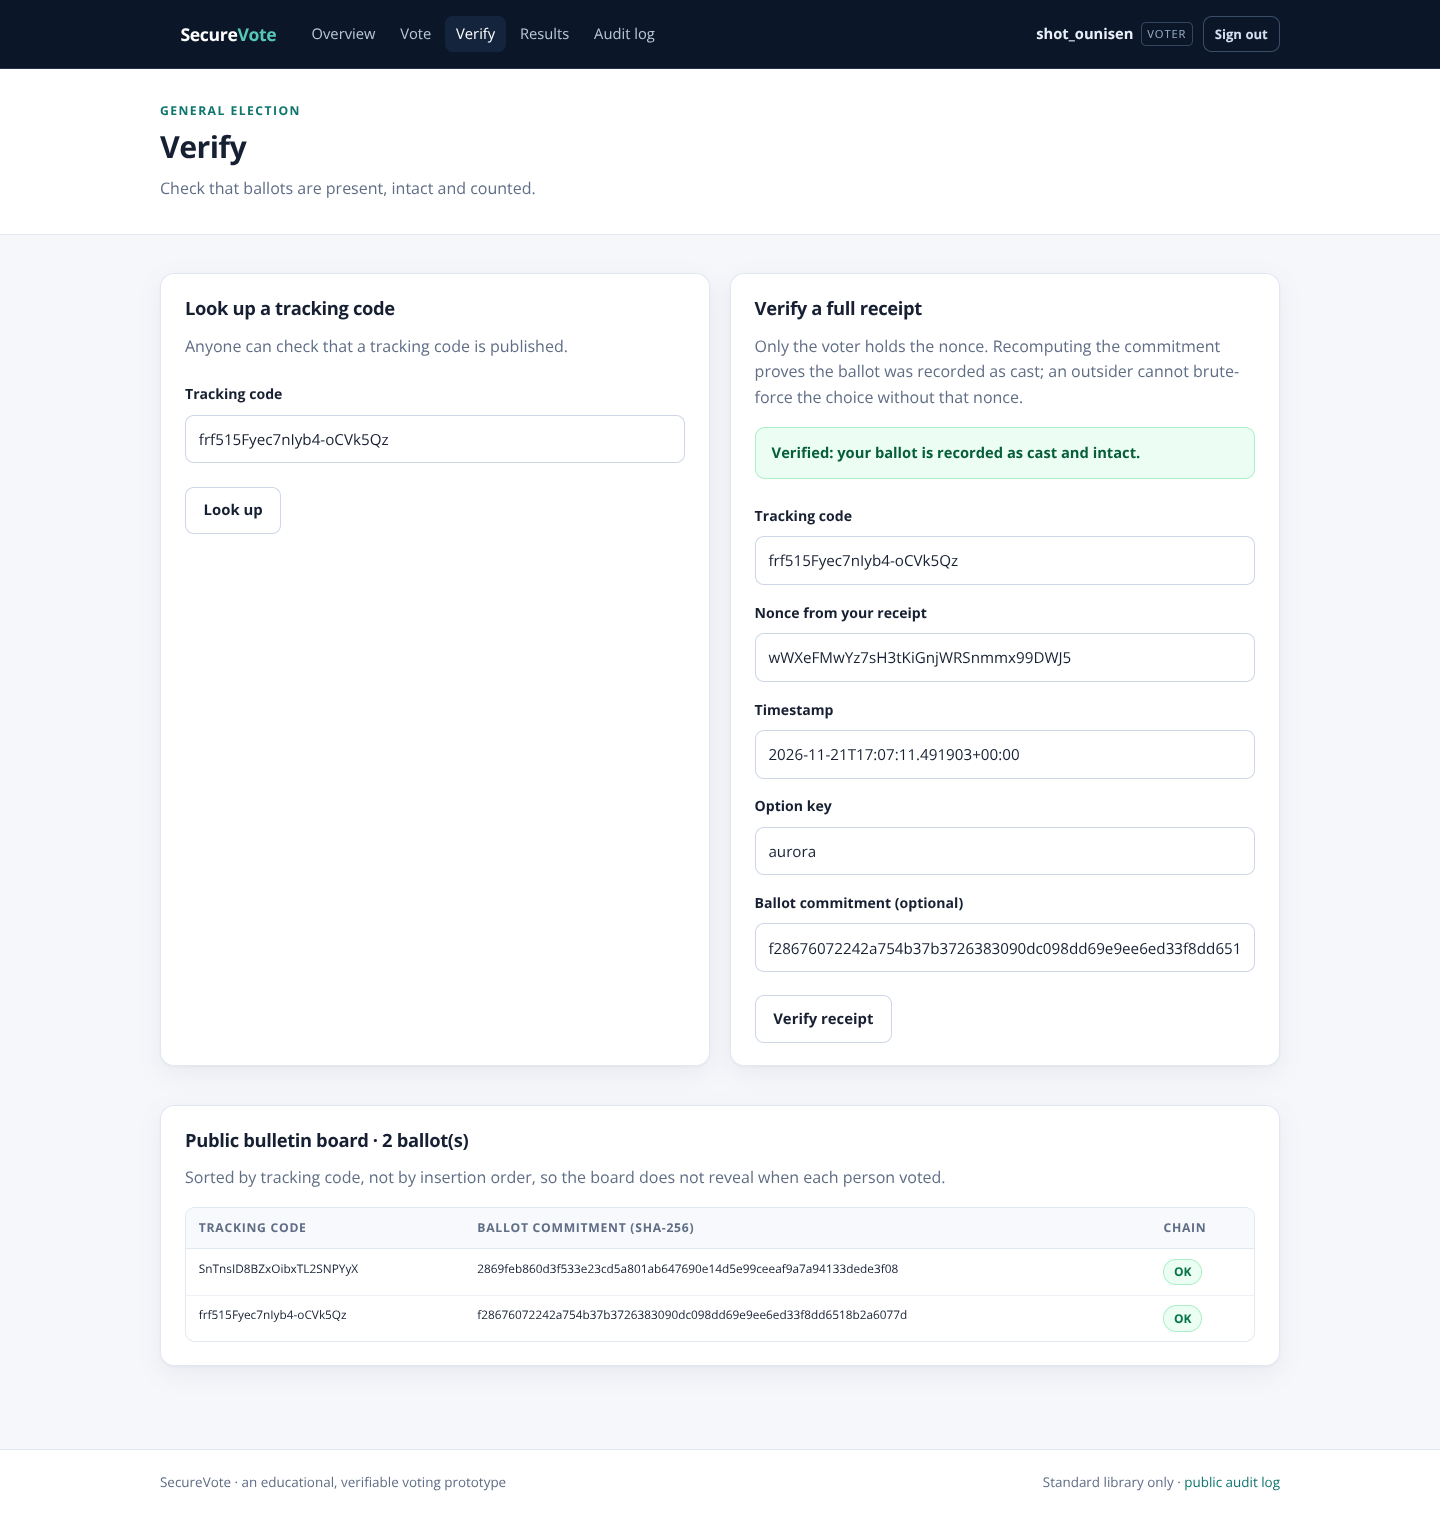 SecureVote Overview Vote Verify Results Audit log shot_ounisen VOTER Sign out
GENERAL ELECTION
Verify
Check that ballots are present, intact and counted.
Look up a tracking code
Anyone can check that a tracking code is published.
Tracking code
frf515Fyec7nIyb4-oCVk5Qz
Look up
Verify a full receipt
Only the voter holds the nonce. Recomputing the commitment
proves the ballot was recorded as cast; an outsider cannot brute-
force the choice without that nonce.
Verified: your ballot is recorded as cast and intact.
Tracking code
frf515Fyec7nIyb4-oCVk5Qz
Nonce from your receipt
wWXeFMwYz7sH3tKiGnjWRSnmmx99DWJ5
Timestamp
2026-11-21T17:07:11.491903+00:00
Option key
aurora
Ballot commitment (optional)
f28676072242a754b37b3726383090dc098dd69e9ee6ed33f8dd651
Verify receipt
Public bulletin board · 2 ballot(s)
Sorted by tracking code, not by insertion order, so the board does not reveal when each person voted.
TRACKING CODE BALLOT COMMITMENT (SHA-256) CHAIN
SnTnsID8BZxOibxTL2SNPYyX 2869feb860d3f533e23cd5a801ab647690e14d5e99ceeaf9a7a94133dede3f08 OK
frf515Fyec7nIyb4-oCVk5Qz f28676072242a754b37b3726383090dc098dd69e9ee6ed33f8dd6518b2a6077d OK
SecureVote · an educational, verifiable voting prototype
Standard library only · public audit log